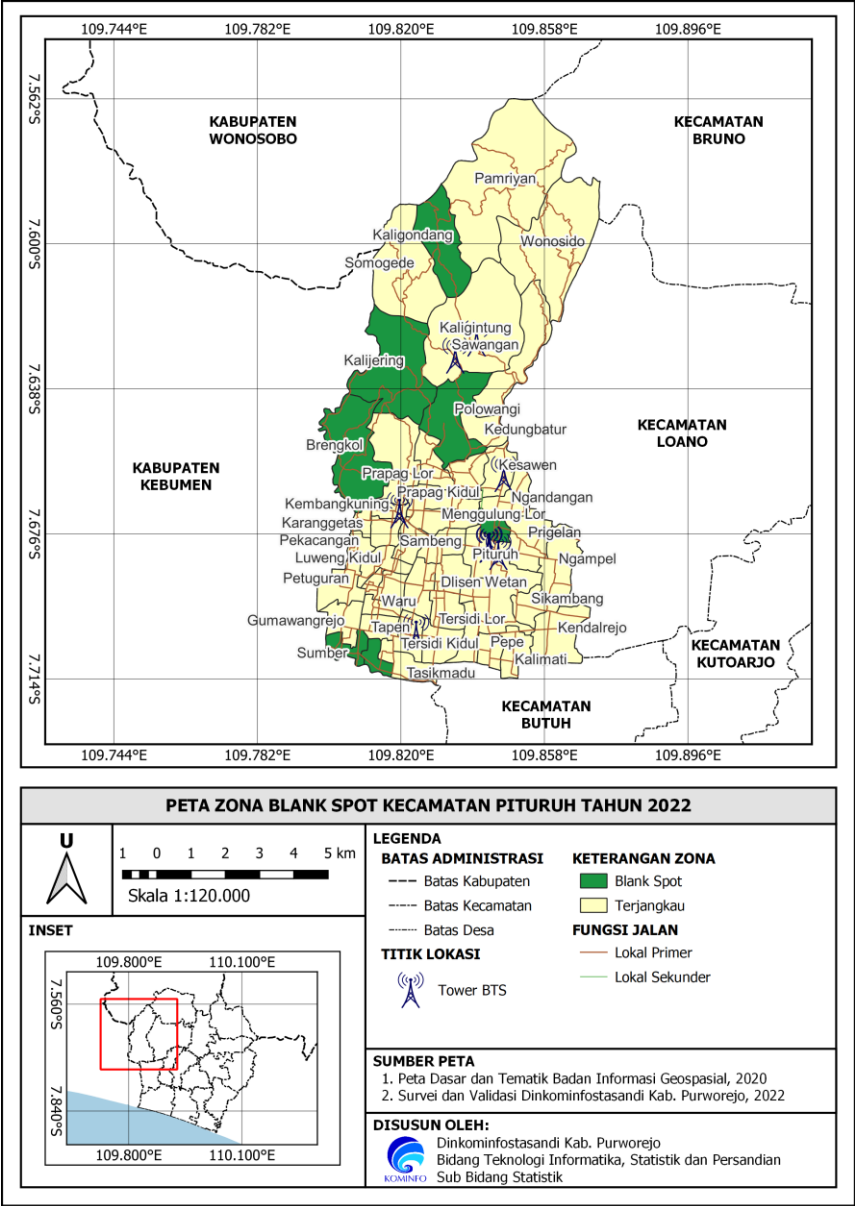 109.744°E 109.782°E 109.820°E 109.858°E 109.896°E
7.562°S
7.600°S
7.638°S
7.676°S
7.714°S
KABUPATEN
WONOSOBO
KECAMATAN
BRUNO
Pamriyan
Kaligondang
Wonosido
Somogede
Kaligintung
Sawangan
Kalijering
Polowangi
Kedungbatur
KECAMATAN
LOANO
Brengkol
KABUPATEN
KEBUMEN
Kesawen
Prapag Lor
Prapag Kidul
Ngandangan
Kembangkuning
Menggulung Lor
Karanggetas
Prigelan
Pekacangan
Sambeng
Pituruh
Luweng Kidul
Ngampel
Petuguran
Dlisen Wetan
Waru
Sikambang
Gumawangrejo
Tapen
Tersidi Lor
Kendalrejo
Sumber
Tersidi Kidul
Pepe
Kalimati
Tasikmadu
KECAMATAN
KUTOARJO
KECAMATAN
BUTUH
109.744°E 109.782°E 109.820°E 109.858°E 109.896°E
PETA ZONA BLANK SPOT KECAMATAN PITURUH TAHUN 2022
U
1 0 1 2 3 4 5 km
Skala 1:120.000
INSET
109.800°E 110.100°E
7.560°S
7.840°S
109.800°E 110.100°E
LEGENDA
BATAS ADMINISTRASI
Batas Kabupaten
Batas Kecamatan
Batas Desa
TITIK LOKASI
Tower BTS
KETERANGAN ZONA
Blank Spot
Terjangkau
FUNGSI JALAN
Lokal Primer
Lokal Sekunder
SUMBER PETA
1. Peta Dasar dan Tematik Badan Informasi Geospasial, 2020
2. Survei dan Validasi Dinkominfostasandi Kab. Purworejo, 2022
DISUSUN OLEH:
KOMINFO
Dinkominfostasandi Kab. Purworejo
Bidang Teknologi Informatika, Statistik dan Persandian
Sub Bidang Statistik